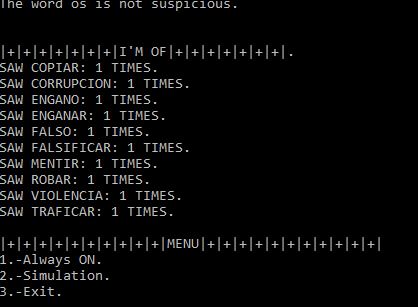 The word os is not suspicious.
|+|+|+|+|+|+|+|I'M OF|+|+|+|+|+|+|+|.
SAW COPIAR: 1 TIMES.
SAW CORRUPCION: 1 TIMES.
SAW ENGANO: 1 TIMES.
SAW ENGANAR: 1 TIMES.
SAW FALSO: 1 TIMES.
SAW FALSIFICAR: 1 TIMES.
SAW MENTIR: 1 TIMES.
SAW ROBAR: 1 TIMES.
SAW VIOLENCIA: 1 TIMES.
SAW TRAFICAR: 1 TIMES.
|+|+|+|+|+|+|+|+|+|+|MENU|+|+|+|+|+|+|+|+|+|+|+|
1.-Always ON.
2.-Simulation.
3.-Exit.